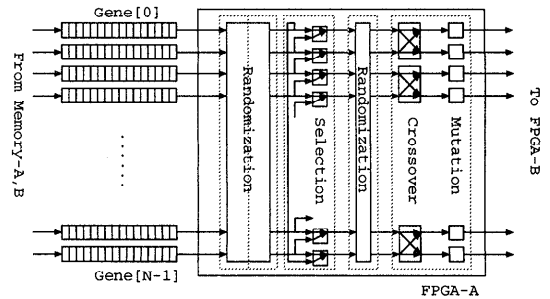 Gene[0]
From Memory-A,B
Randomization
Selection
Randomization
Crossover
Mutation
To FPGA-B
Gene[N-1]
FPGA-A